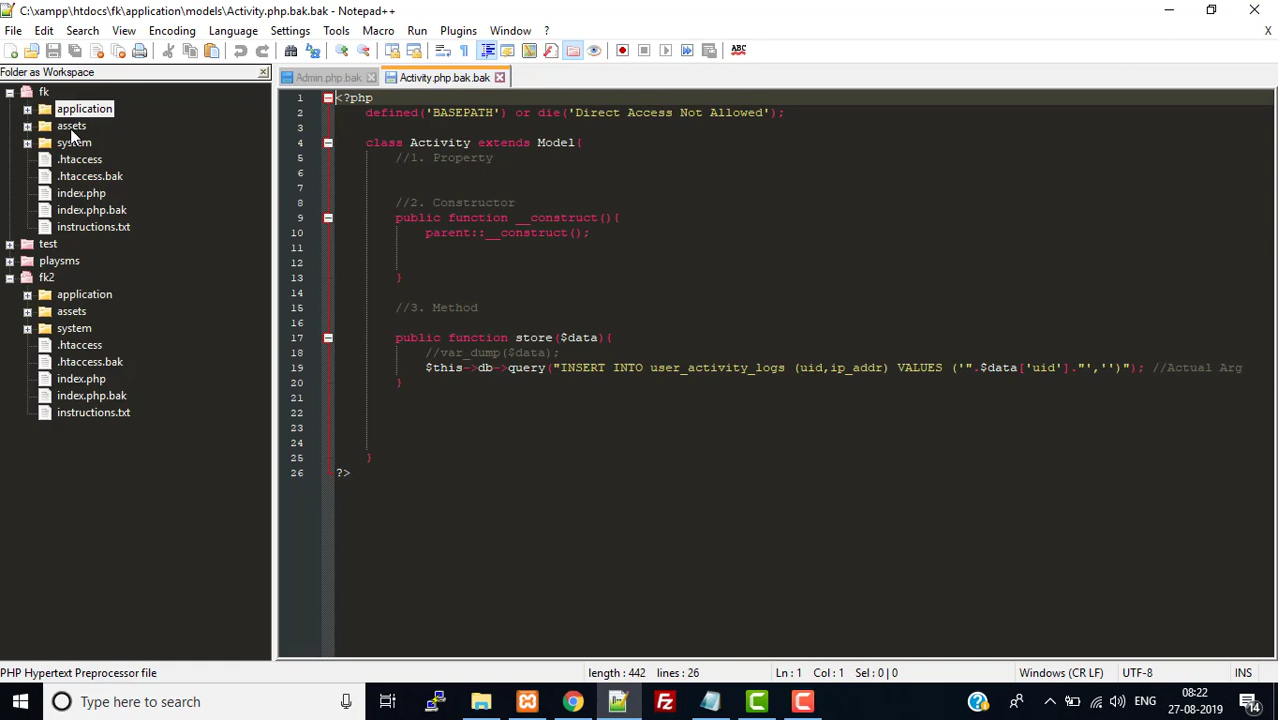 C:\xampp\htdocs\fk\application\models\Activity.php.bak.bak - Notepad++
File Edit Search View Encoding Language Settings Tools Macro Run Plugins Window ? X
ABC
Folder as Workspace
Admin.php.bak Activity.php.bak.bak
fk
application
assets
system
.htaccess
.htaccess.bak
index.php
index.php.bak
instructions.txt
test
playsms
fk2
application
assets
system
.htaccess
.htaccess.bak
index.php
index.php.bak
instructions.txt
1 <?php
2 defined('BASEPATH') or die('Direct Access Not Allowed');
3
4 class Activity extends Model{
5 //1. Property
6
7
8 //2. Constructor
9 public function __construct(){
10 parent::__construct();
11
12
13 }
14
15 //3. Method
16
17 public function store($data){
18 //var_dump($data);
19 $this->db->query("INSERT INTO user_activity_logs (uid,ip_addr) VALUES ('".$data['uid']."','')"); //Actual Arg
20 }
21
22
23
24
25 }
26 ?>
PHP Hypertext Preprocessor file length : 442 lines : 26 Ln : 1 Col : 1 Sel : 0 | 0 Windows (CR LF) UTF-8 INS
Type here to search
ENG
08:22
27-08-2019
14